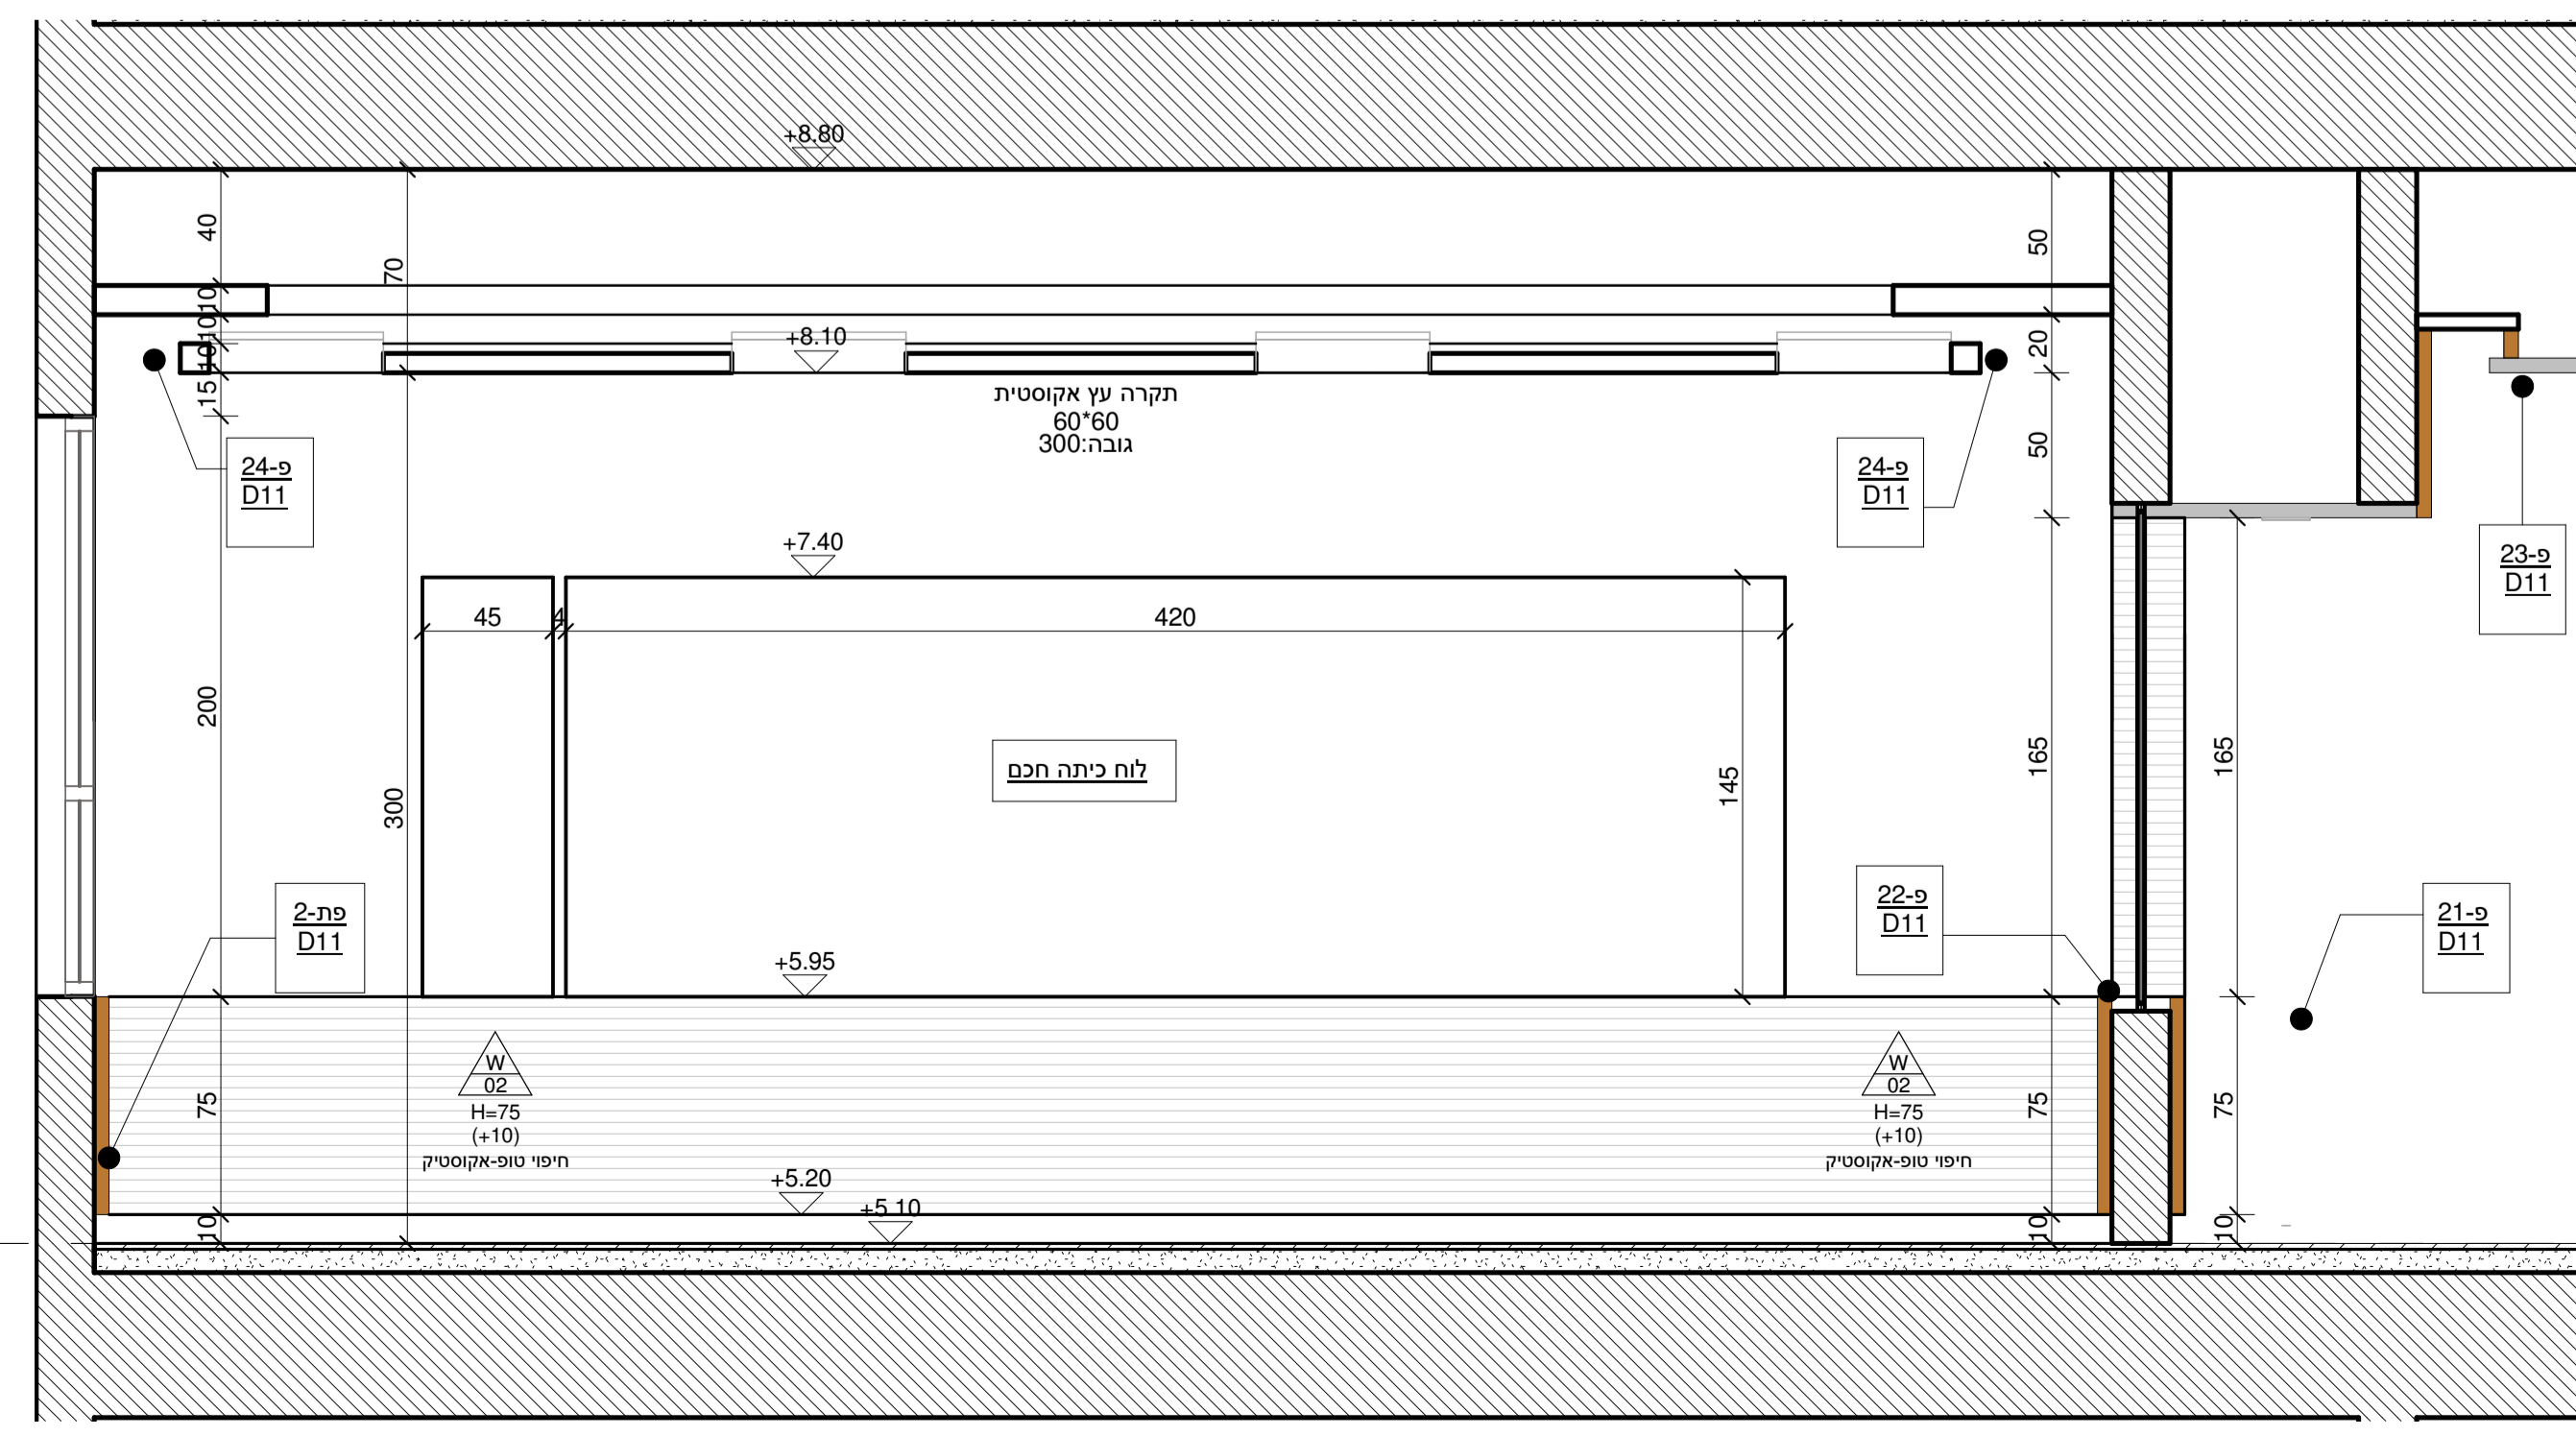 +8.80
40
70
50
10
10
10
15
+8.10
20
תקרה עץ אקוסטית
60*60
גובה:300
50
פ-24
D11
פ-24
D11
פ-23
D11
+7.40
45
4
420
200
300
לוח כיתה חכם
145
165
165
פת-2
D11
פ-22
D11
פ-21
D11
+5.95
W
02
H=75
(+10)
חיפוי טופ-אקוסטיק
W
02
H=75
(+10)
חיפוי טופ-אקוסטיק
75
75
75
+5.20
+5.10
10
10
10